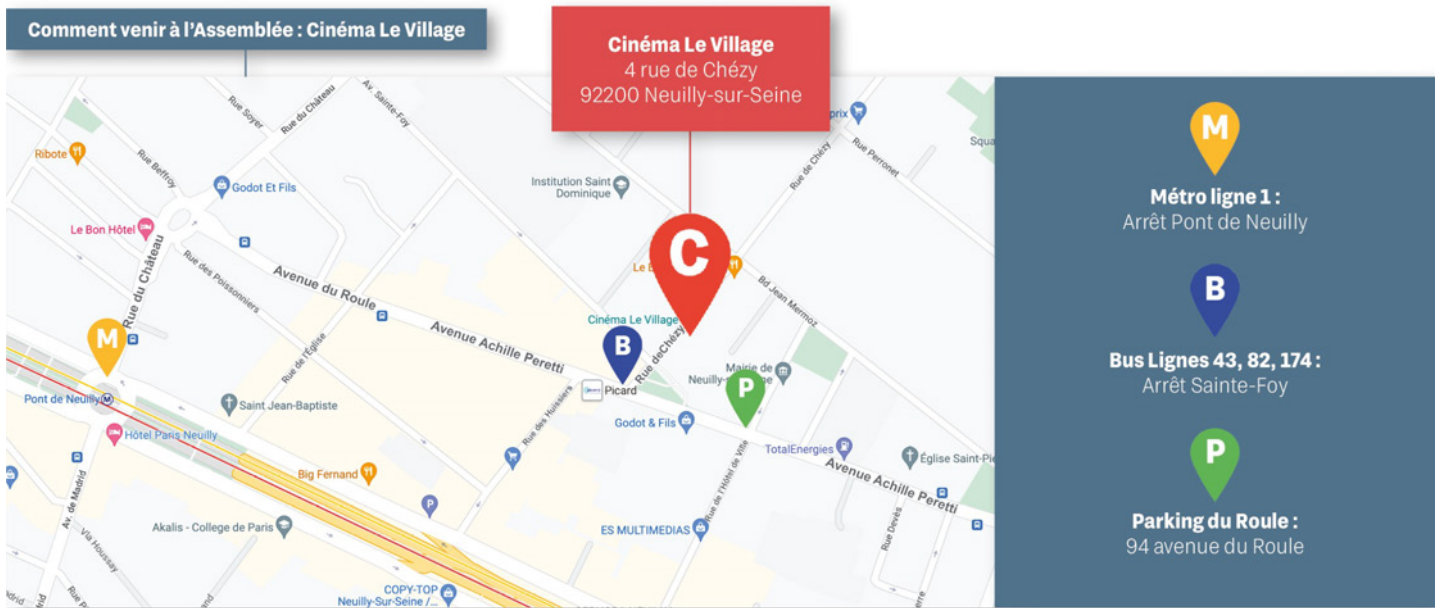 Comment venir à l'Assemblée : Cinéma Le Village
Cinéma Le Village
4 rue de Chézy
92200 Neuilly-sur-Seine
M
Métro ligne 1 :
Arrêt Pont de Neuilly
B
Bus Lignes 43, 82, 174 :
Arrêt Sainte-Foy
P
Parking du Roule :
94 avenue du Roule
Rue Soyer
Rue du Château
Av. Sainte-Foy
Ribote
Rue Beffroy
Godot Et Fils
Institution Saint
Dominique
Rue de Chézy
Rue Perronet
Le Bon Hôtel
Rue du Château
Rue des Poissonniers
Avenue du Roule
C
Bd Jean Mermoz
Cinéma Le Village
Avenue Achille Peretti
Rue de Chézy
M
B
Rue de l'Église
Mairie de
Picard
P
Pont de Neuilly
M
Saint Jean-Baptiste
Rue des Huissiers
Godot & Fils
Hôtel Paris Neuilly
TotalEnergies
Église Saint-Pie
Avenue Achille Peretti
Big Fernand
Rue de l'Hôtel de Ville
P
Av. de Madrid
Akalis - College de Paris
ES MULTIMEDIAS
Rue Devès
Via Houssay
COPY-TOP
Neuilly-Sur-Seine /...